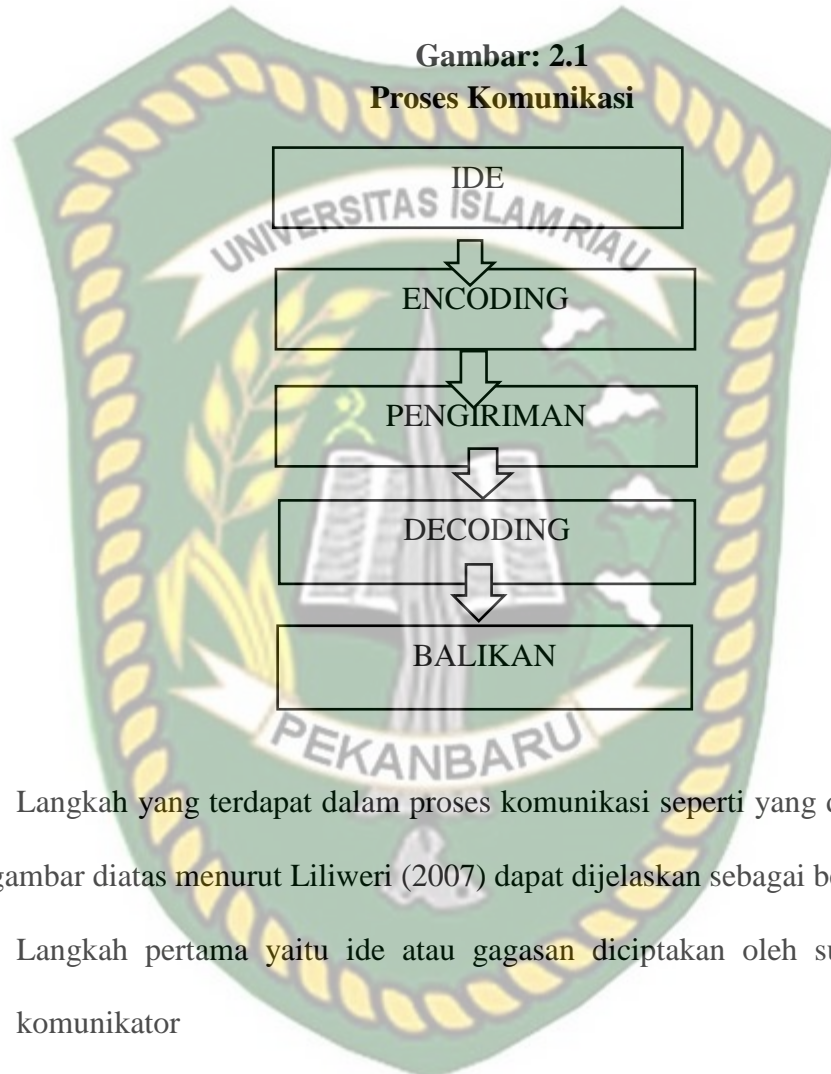 Gambar: 2.1
Proses Komunikasi
IDE
UNIVERSITAS ISLAM RIAU
ENCODING
PENGIRIMAN
DECODING
BALIKAN
PEKANBARU
Langkah yang terdapat dalam proses komunikasi seperti yang
gambar diatas menurut Liliweri (2007) dapat dijelaskan sebagai
Langkah pertama yaitu ide atau gagasan diciptakan oleh
komunikator